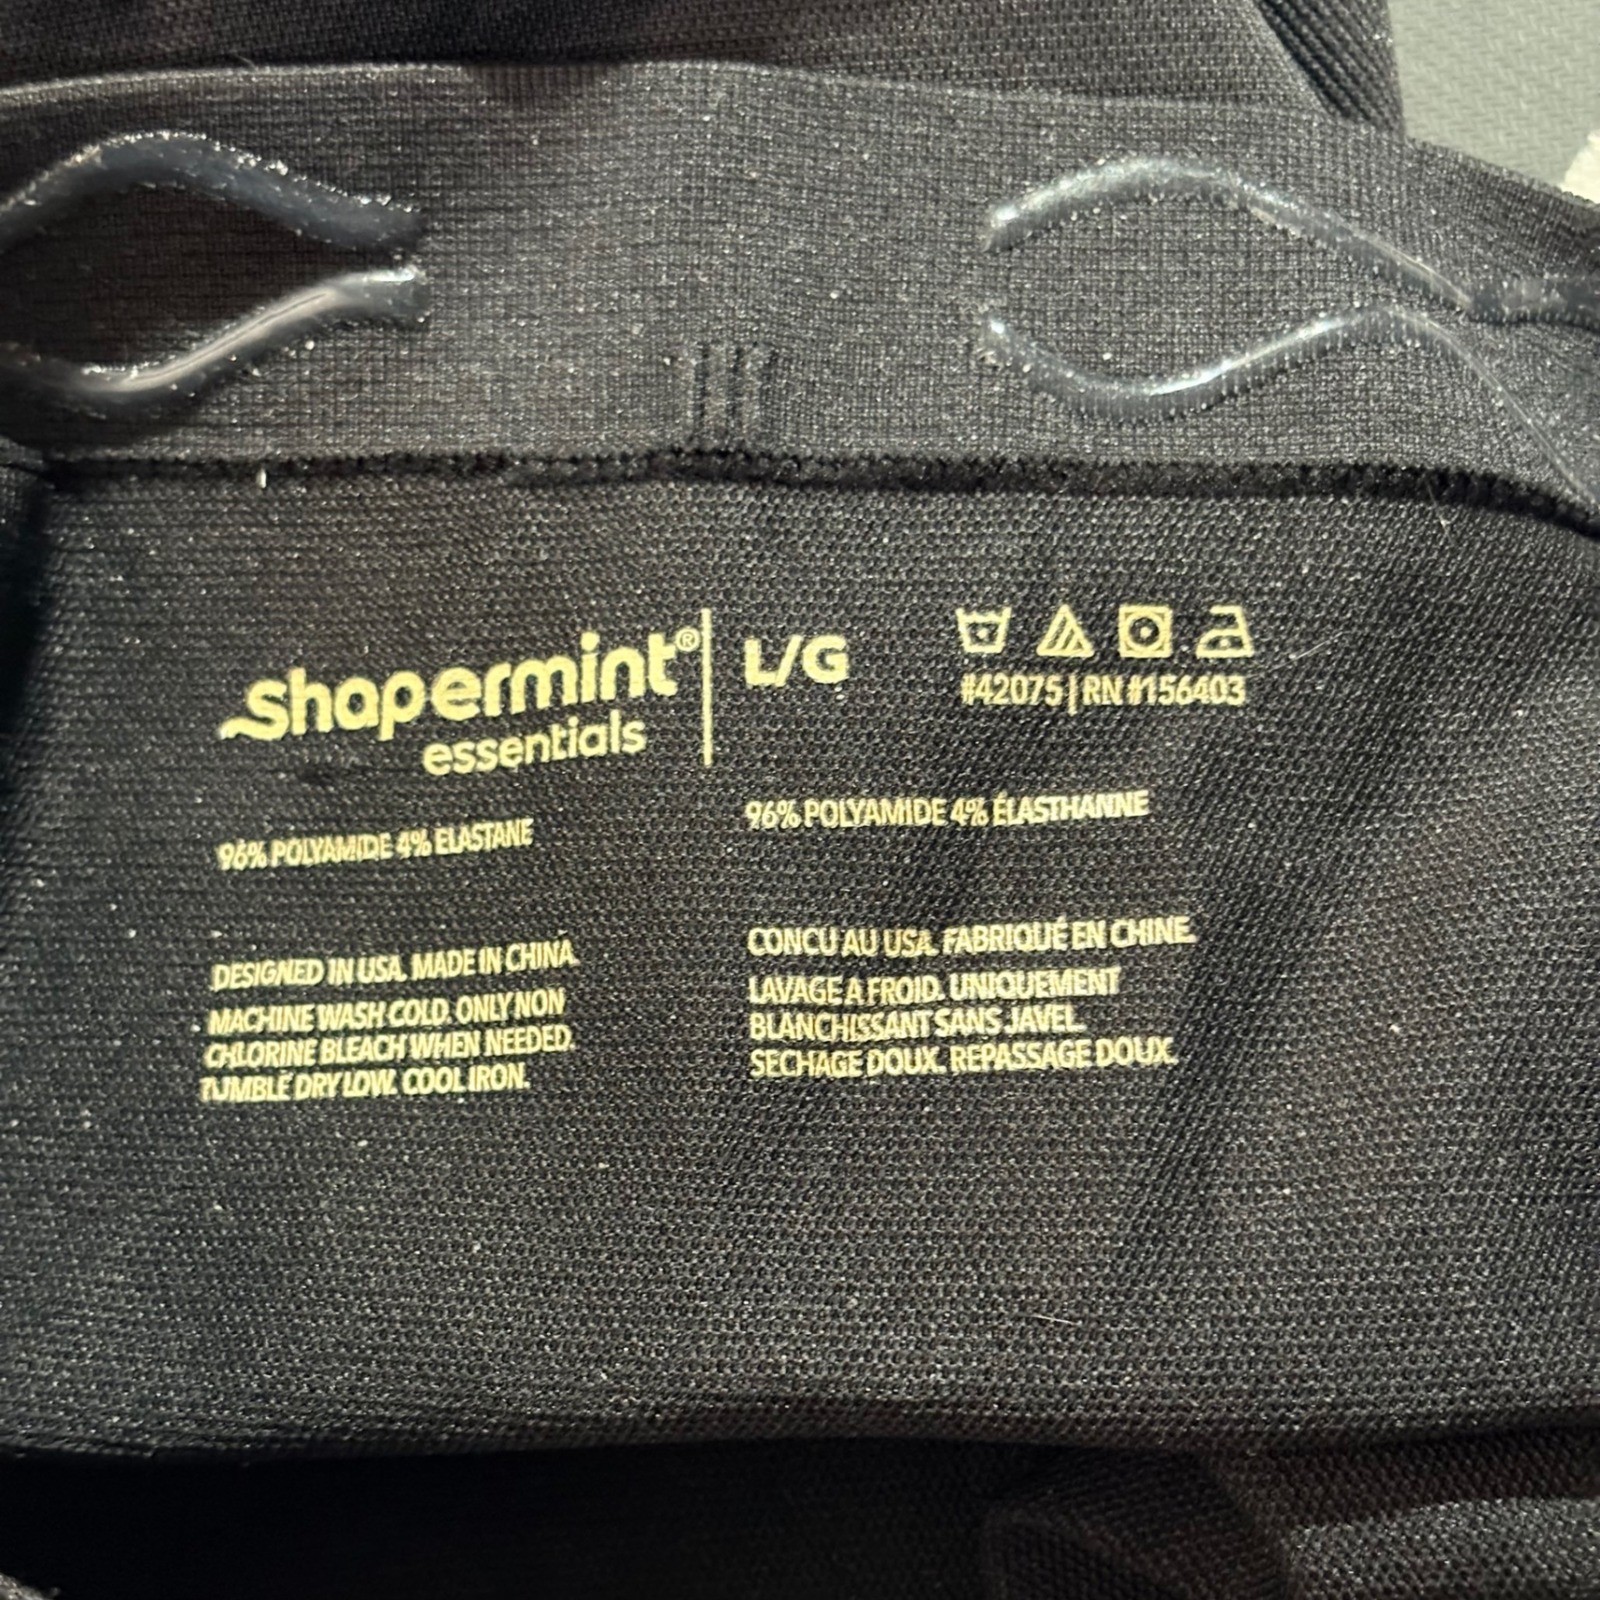 shapermint®
essentials
L/G
#42075 | RN #156403
96% POLYAMIDE 4% ELASTANE
DESIGNED IN USA. MADE IN CHINA.
MACHINE WASH COLD. ONLY NON
CHLORINE BLEACH WHEN NEEDED.
TUMBLE DRY LOW. COOL IRON.
96% POLYAMIDE 4% ÉLASTHANNE
CONCU AU USA. FABRIQUÉ EN CHINE.
LAVAGE A FROID. UNIQUEMENT
BLANCHISSANT SANS JAVEL.
SECHAGE DOUX. REPASSAGE DOUX.